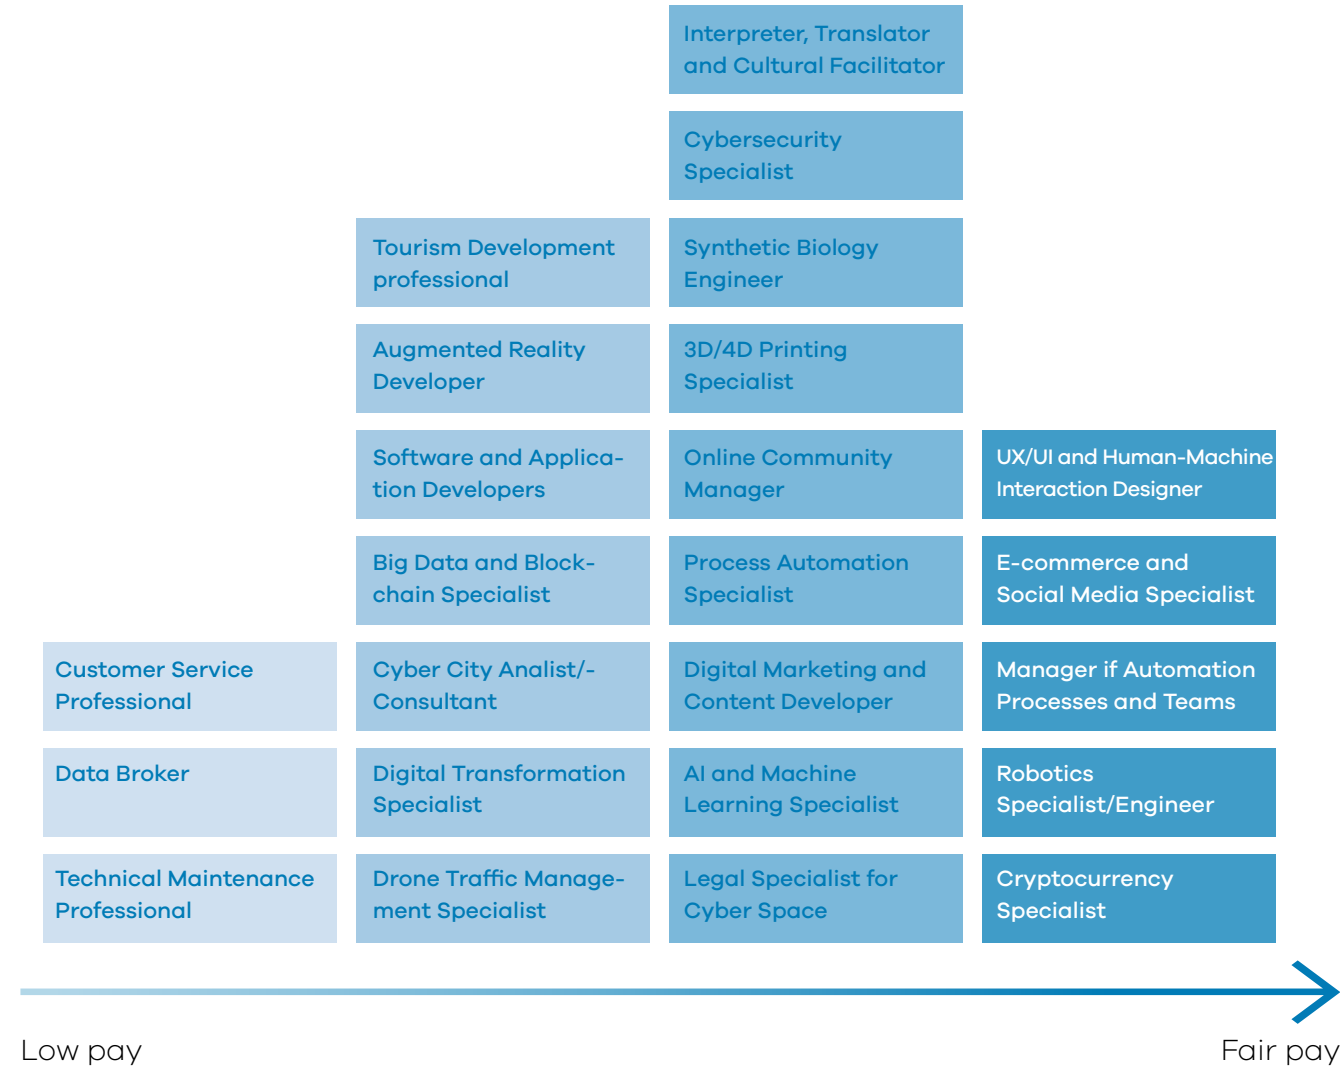 Interpreter, Translator
and Cultural Facilitator
Cybersecurity
Specialist
Tourism Development
professional
Synthetic Biology
Engineer
Augmented Reality
Developer
3D/4D Printing
Specialist
Software and Applica-
tion Developers
Online Community
Manager
UX/UI and Human-Machine
Interaction Designer
Big Data and Block-
chain Specialist
Process Automation
Specialist
E-commerce and
Social Media Specialist
Customer Service
Professional
Cyber City Analist/-
Consultant
Digital Marketing and
Content Developer
Manager if Automation
Processes and Teams
Data Broker
Digital Transformation
Specialist
AI and Machine
Learning Specialist
Robotics
Specialist/Engineer
Technical Maintenance
Professional
Drone Traffic Manage-
ment Specialist
Legal Specialist for
Cyber Space
Cryptocurrency
Specialist
Low pay
Fair pay